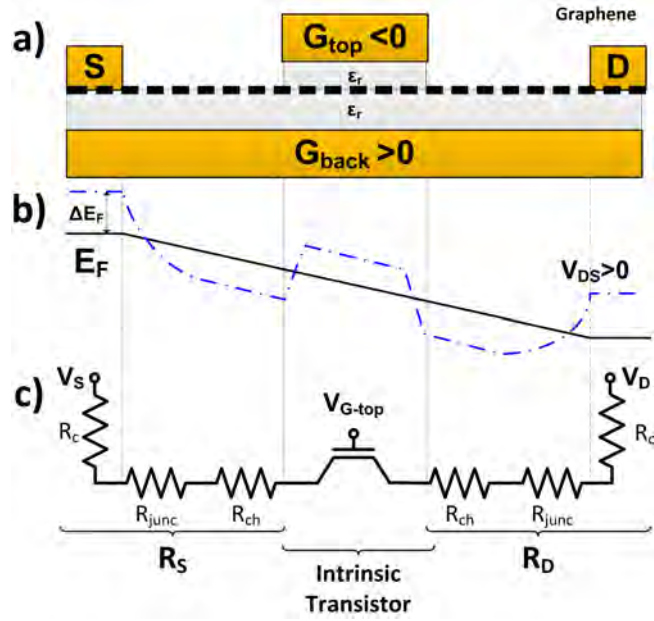 Graphene
a)
G_top <0
S
D
ε_r
ε_r
G_back >0
b)
ΔE_F
E_F
V_DS>0
V_S
V_D
c)
V_G-top
R_c
R_c
R_junc
R_ch
R_ch
R_junc
R_S
R_D
Intrinsic
Transistor